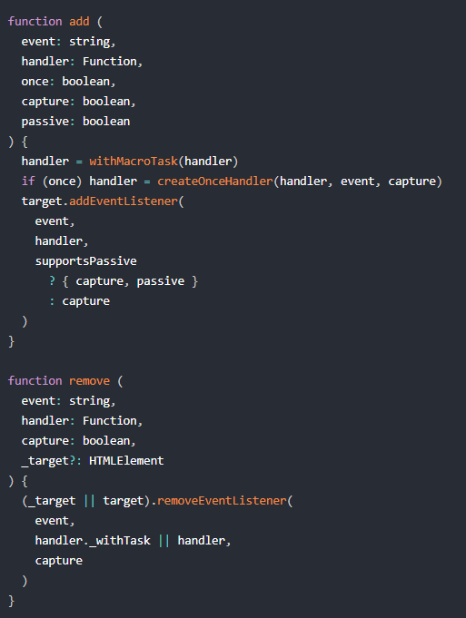 function add (
  event: string,
  handler: Function,
  once: boolean,
  capture: boolean,
  passive: boolean
) {
  handler = withMacroTask(handler)
  if (once) handler = createOnceHandler(handler, event, capture)
  target.addEventListener(
    event,
    handler,
    supportsPassive
      ? { capture, passive }
      : capture
  )
}

function remove (
  event: string,
  handler: Function,
  capture: boolean,
  _target?: HTMLElement
) {
  (_target || target).removeEventListener(
    event,
    handler._withTask || handler,
    capture
  )
}